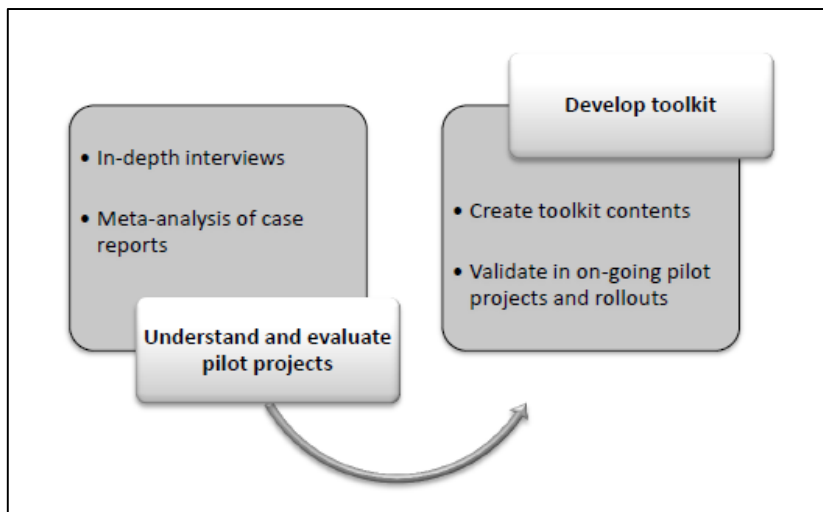 • In-depth interviews
• Meta-analysis of case
reports
Understand and evaluate
pilot projects
Develop toolkit
• Create toolkit contents
• Validate in on-going pilot
projects and rollouts